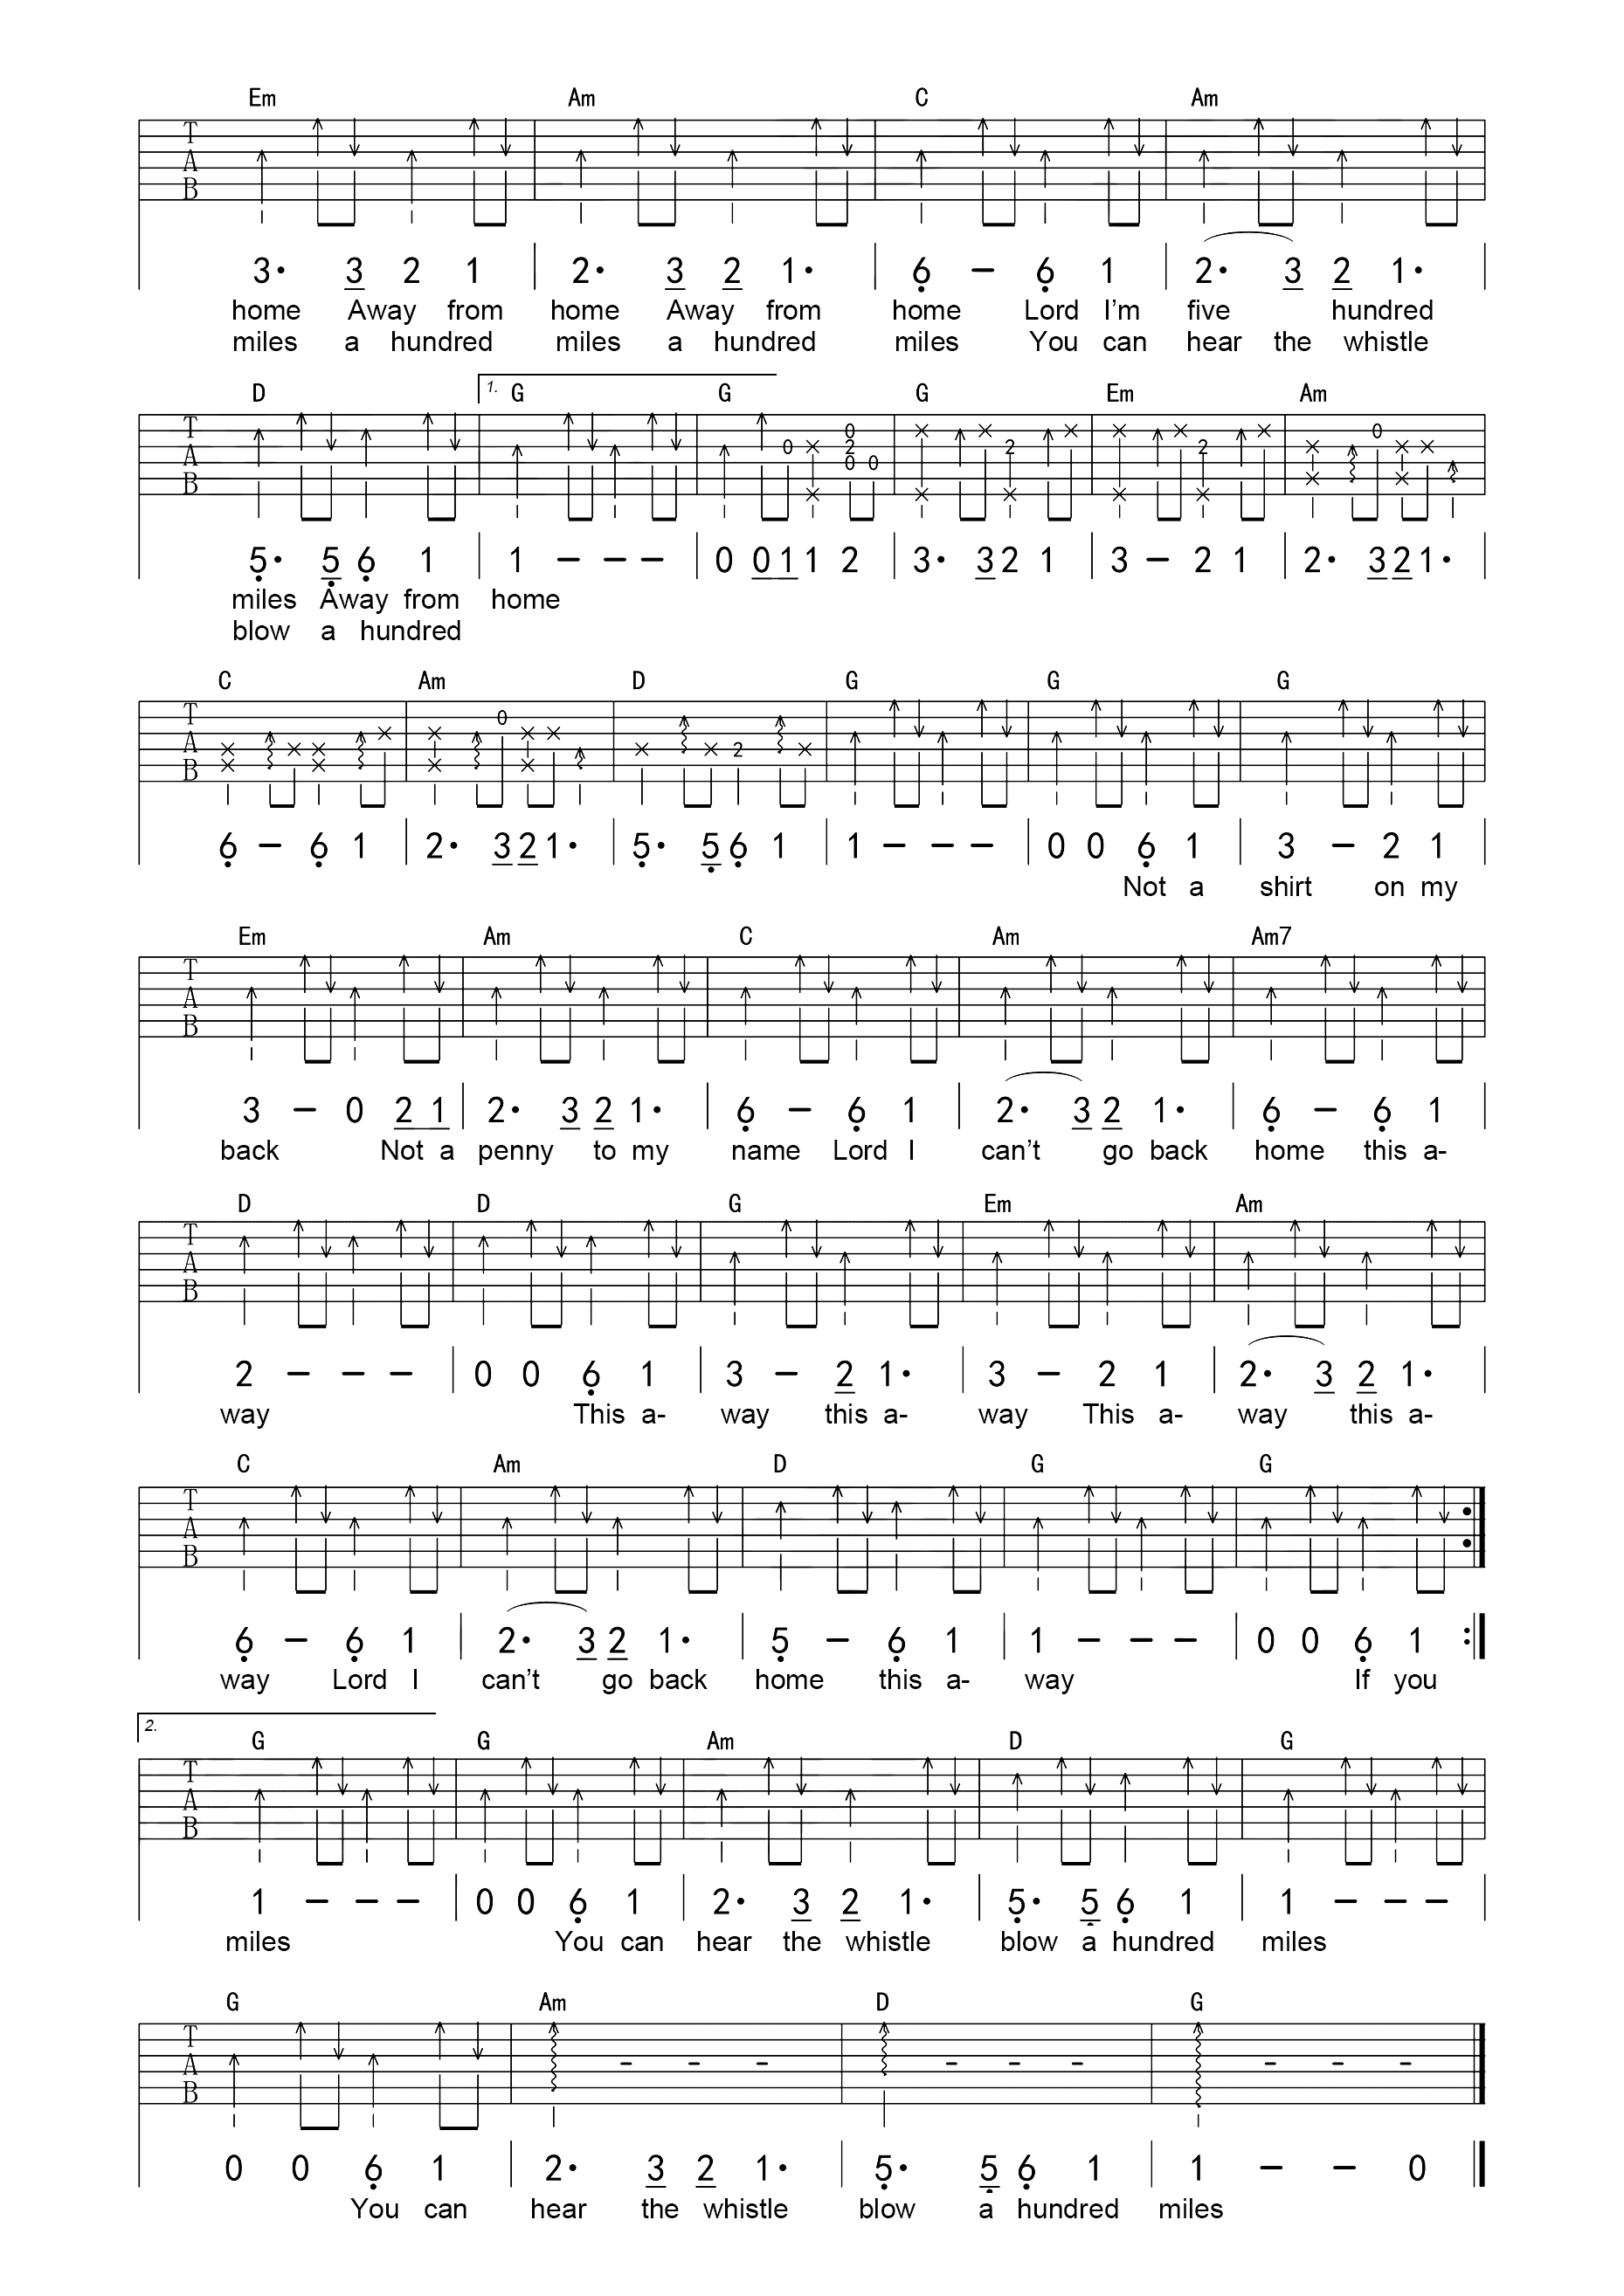 Em Am C Am
T
A
B
3· 3 2 1 2· 3 2 1· 6 – 6 1 2· 3 2 1·
home Away from home Away from home Lord I'm five hundred
miles a hundred miles a hundred miles You can hear the whistle
D 1. G G G Em Am
T
A
B
0 0 2 0 0 2 2 0
5· 5 6 1 1 – – – 0 0 1 1 2 3· 3 2 1 3 – 2 1 2· 3 2 1·
miles Away from home
blow a hundred
C Am D G G G
T
A
B
0 2
6 – 6 1 2· 3 2 1· 5· 5 6 1 1 – – – 0 0 6 1 3 – 2 1
Not a shirt on my
Em Am C Am Am7
T
A
B
3 – 0 2 1 2· 3 2 1· 6 – 6 1 2· 3 2 1· 6 – 6 1
back Not a penny to my name Lord I can't go back home this a-
D D G Em Am
T
A
B
2 – – – 0 0 6 1 3 – 2 1· 3 – 2 1 2· 3 2 1·
way This a- way this a- way This a- way this a-
C Am D G G
T
A
B
6 – 6 1 2· 3 2 1· 5 – 6 1 1 – – – 0 0 6 1
way Lord I can't go back home this a- way If you
2. G G Am D G
T
A
B
1 – – – 0 0 6 1 2· 3 2 1· 5· 5 6 1 1 – – –
miles You can hear the whistle blow a hundred miles
G Am D G
T
A
B
0 0 6 1 2· 3 2 1· 5· 5 6 1 1 – – 0
You can hear the whistle blow a hundred miles